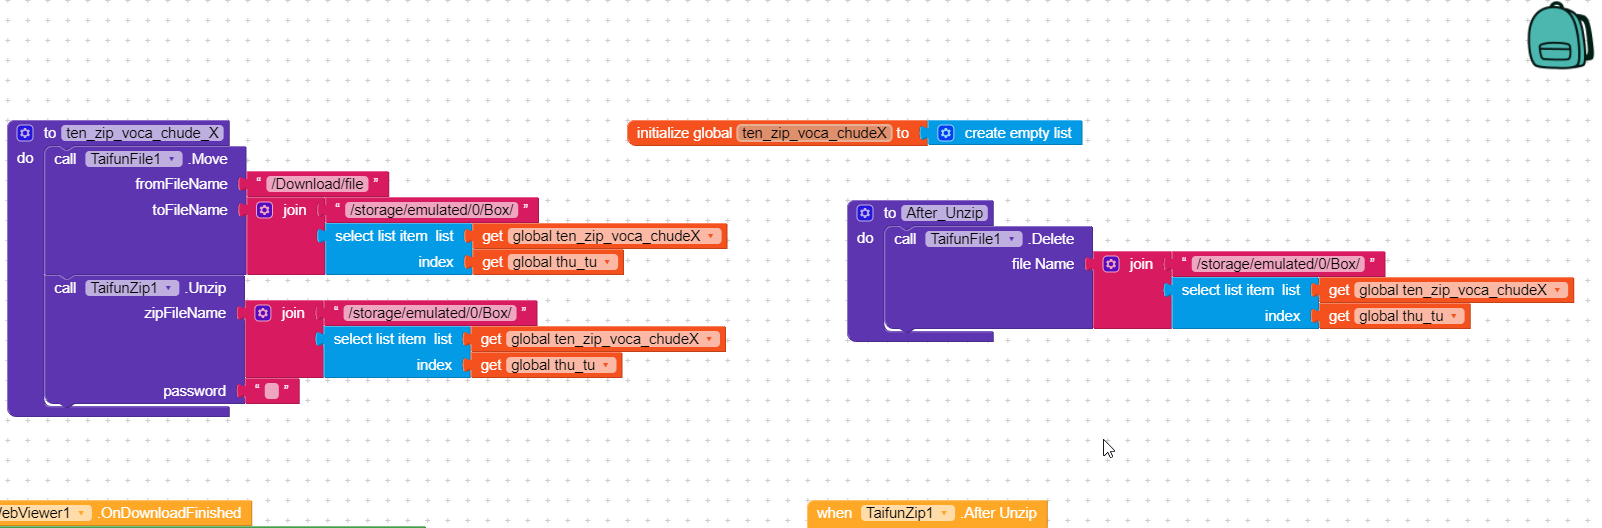 to ten_zip_voca_chude_X
do call TaifunFile1 .Move
fromFileName " /Download/file "
toFileName join " /storage/emulated/0/Box/ "
select list item list get global ten_zip_voca_chudeX
index get global thu_tu
call TaifunZip1 .Unzip
zipFileName join " /storage/emulated/0/Box/ "
select list item list get global ten_zip_voca_chudeX
index get global thu_tu
password " "
initialize global ten_zip_voca_chudeX to create empty list
to After_Unzip
do call TaifunFile1 .Delete
file Name join " /storage/emulated/0/Box/ "
select list item list get global ten_zip_voca_chudeX
index get global thu_tu
ebViewer1 .OnDownloadFinished
when TaifunZip1 .After Unzip